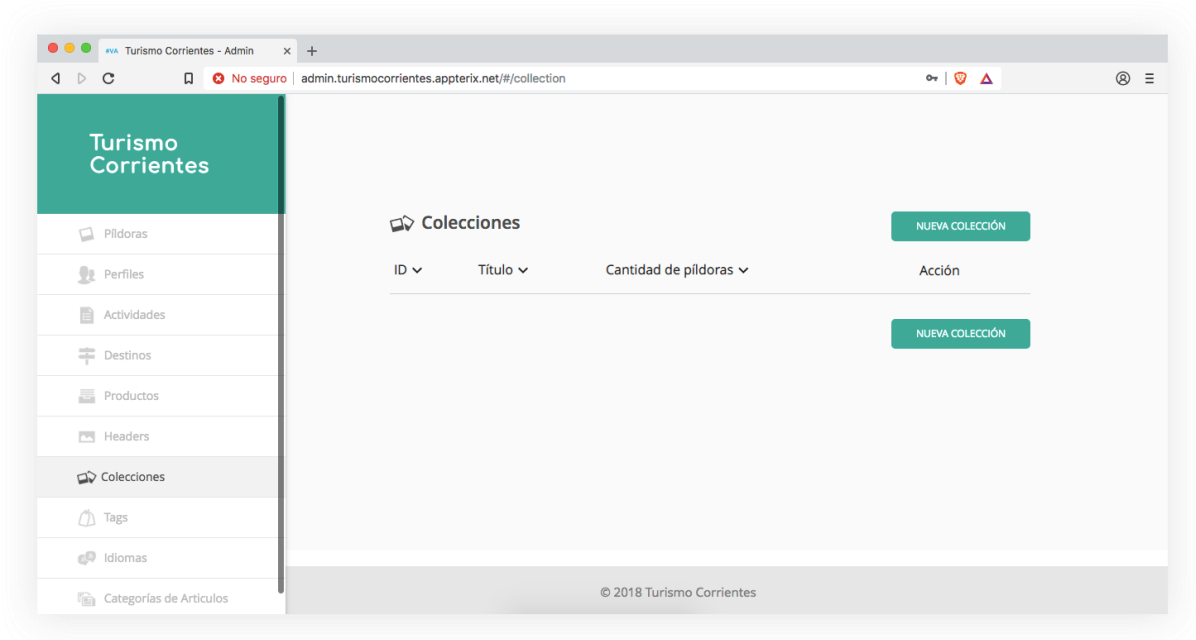 #VA Turismo Corrientes - Admin
No seguro admin.turismocorrientes.appterix.net/#/collection
Turismo
Corrientes
Píldoras
Perfiles
Actividades
Destinos
Productos
Headers
Colecciones
Tags
Idiomas
Categorías de Articulos
Colecciones
NUEVA COLECCIÓN
ID Título Cantidad de píldoras Acción
NUEVA COLECCIÓN
© 2018 Turismo Corrientes